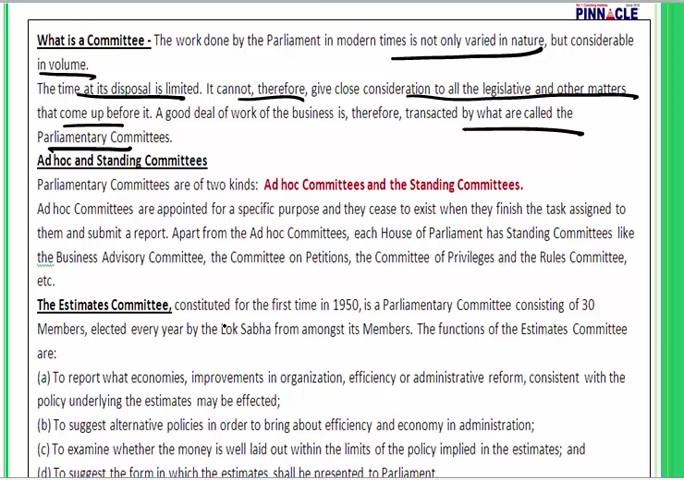 PINNACLE
What is a Committee - The work done by the Parliament in modern times is not only varied in nature, but considerable
in volume.
The time at its disposal is limited. It cannot, therefore, give close consideration to all the legislative and other matters
that come up before it. A good deal of work of the business is, therefore, transacted by what are called the
Parliamentary Committees.
Ad hoc and Standing Committees
Parliamentary Committees are of two kinds: Ad hoc Committees and the Standing Committees.
Ad hoc Committees are appointed for a specific purpose and they cease to exist when they finish the task assigned to
them and submit a report. Apart from the Ad hoc Committees, each House of Parliament has Standing Committees like
the Business Advisory Committee, the Committee on Petitions, the Committee of Privileges and the Rules Committee,
etc.
The Estimates Committee, constituted for the first time in 1950, is a Parliamentary Committee consisting of 30
Members, elected every year by the Lok Sabha from amongst its Members. The functions of the Estimates Committee
are:
(a) To report what economies, improvements in organization, efficiency or administrative reform, consistent with the
policy underlying the estimates may be effected;
(b) To suggest alternative policies in order to bring about efficiency and economy in administration;
(c) To examine whether the money is well laid out within the limits of the policy implied in the estimates; and
(d) To suggest the form in which the estimates shall be presented to Parliament.